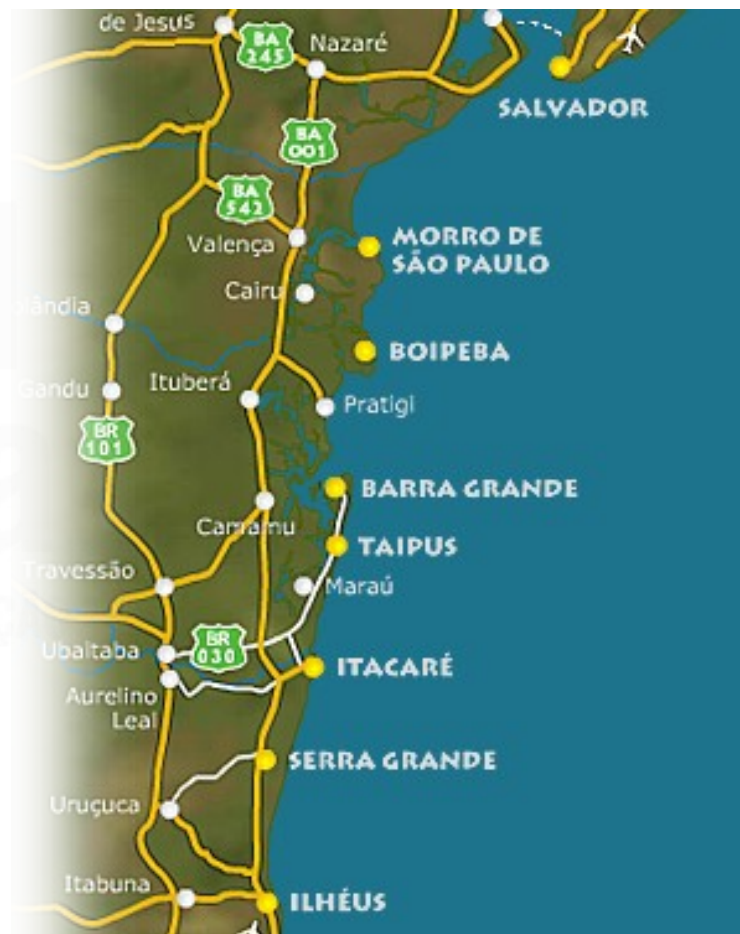 de Jesus
BA
245
Nazaré
SALVADOR
BA
001
BA
542
Valença
MORRO DE
SÃO PAULO
Cairu
lândia
BOIPEBA
Gandu
Ituberá
Pratigi
BR
101
BARRA GRANDE
Camamu
TAIPUS
Travessão
Maraú
BR
030
Ubaitaba
ITACARÉ
Aurelino
Leal
SERRA GRANDE
Uruçuca
Itabuna
ILHÉUS